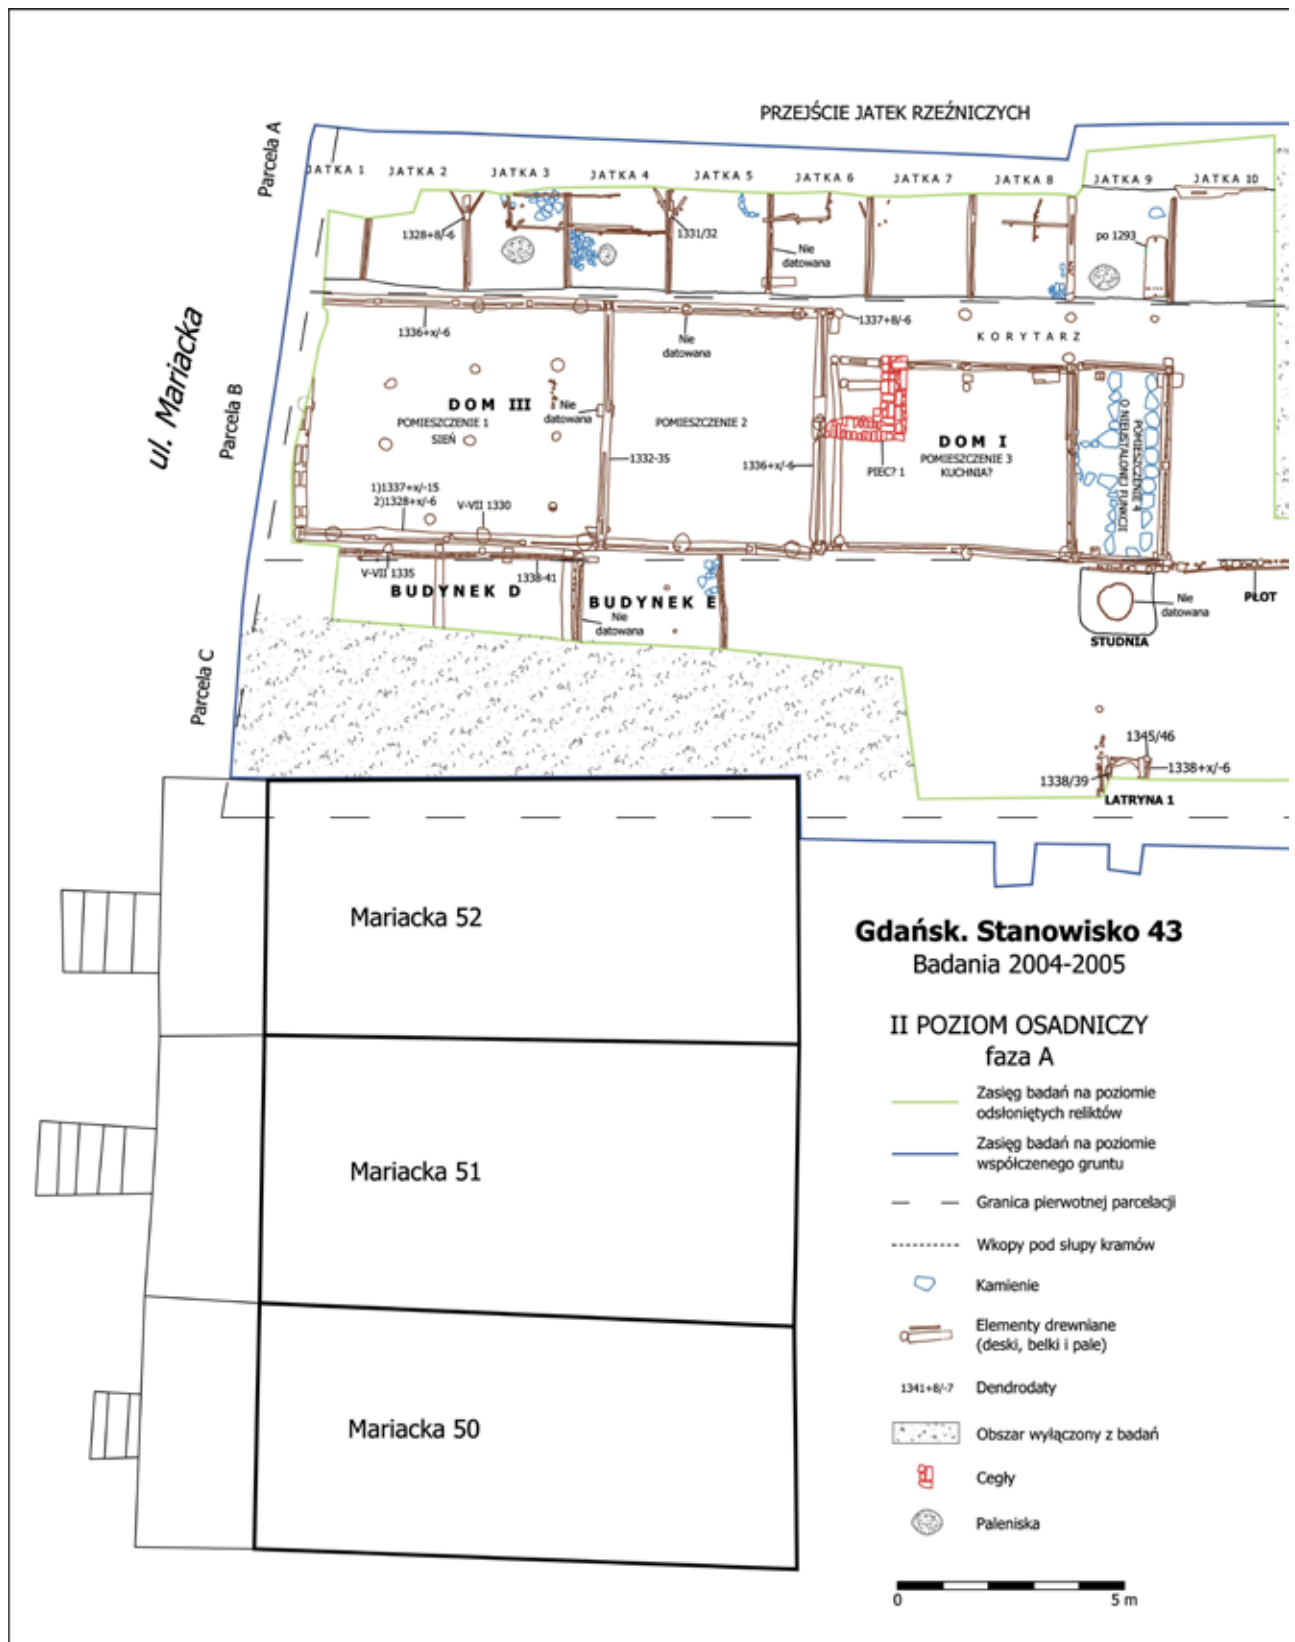 PRZEJŚCIE JATEK RZEŹNICZYCH
Parcela A
JATKA 1
JATKA 2
JATKA 3
JATKA 4
JATKA 5
JATKA 6
JATKA 7
JATKA 8
JATKA 9
JATKA 10
1328+8/-6
1331/32
Nie
datowana
po 1293
ul. Mariacka
1336+x/-6
Nie
datowana
1337+8/-6
KORYTARZ
Parcela B
DOM III
POMIESZCZENIE 1
SIEŃ
Nie
datowana
POMIESZCZENIE 2
1332-35
1336+x/-6
PIEC? 1
DOM I
POMIESZCZENIE 3
KUCHNIA?
POMIESZCZENIE 4
O NIEUSTALONEJ FUNKCJI
1)1337+x/-15
2)1328+x/-6
V-VII 1330
V-VII 1335
1338-41
BUDYNEK D
BUDYNEK E
Nie
datowana
Nie
datowana
PŁOT
STUDNIA
Parcela C
1345/46
1338+x/-6
1338/39
LATRYNA 1
Mariacka 52
Mariacka 51
Mariacka 50
Gdańsk. Stanowisko 43
Badania 2004-2005
II POZIOM OSADNICZY
faza A
Zasięg badań na poziomie
odsłoniętych reliktów
Zasięg badań na poziomie
współczenego gruntu
Granica pierwotnej parcelacji
Wkopy pod słupy kramów
Kamienie
Elementy drewniane
(deski, belki i pale)
1341+8/-7
Dendrodaty
Obszar wyłączony z badań
Cegły
Paleniska
0
5 m